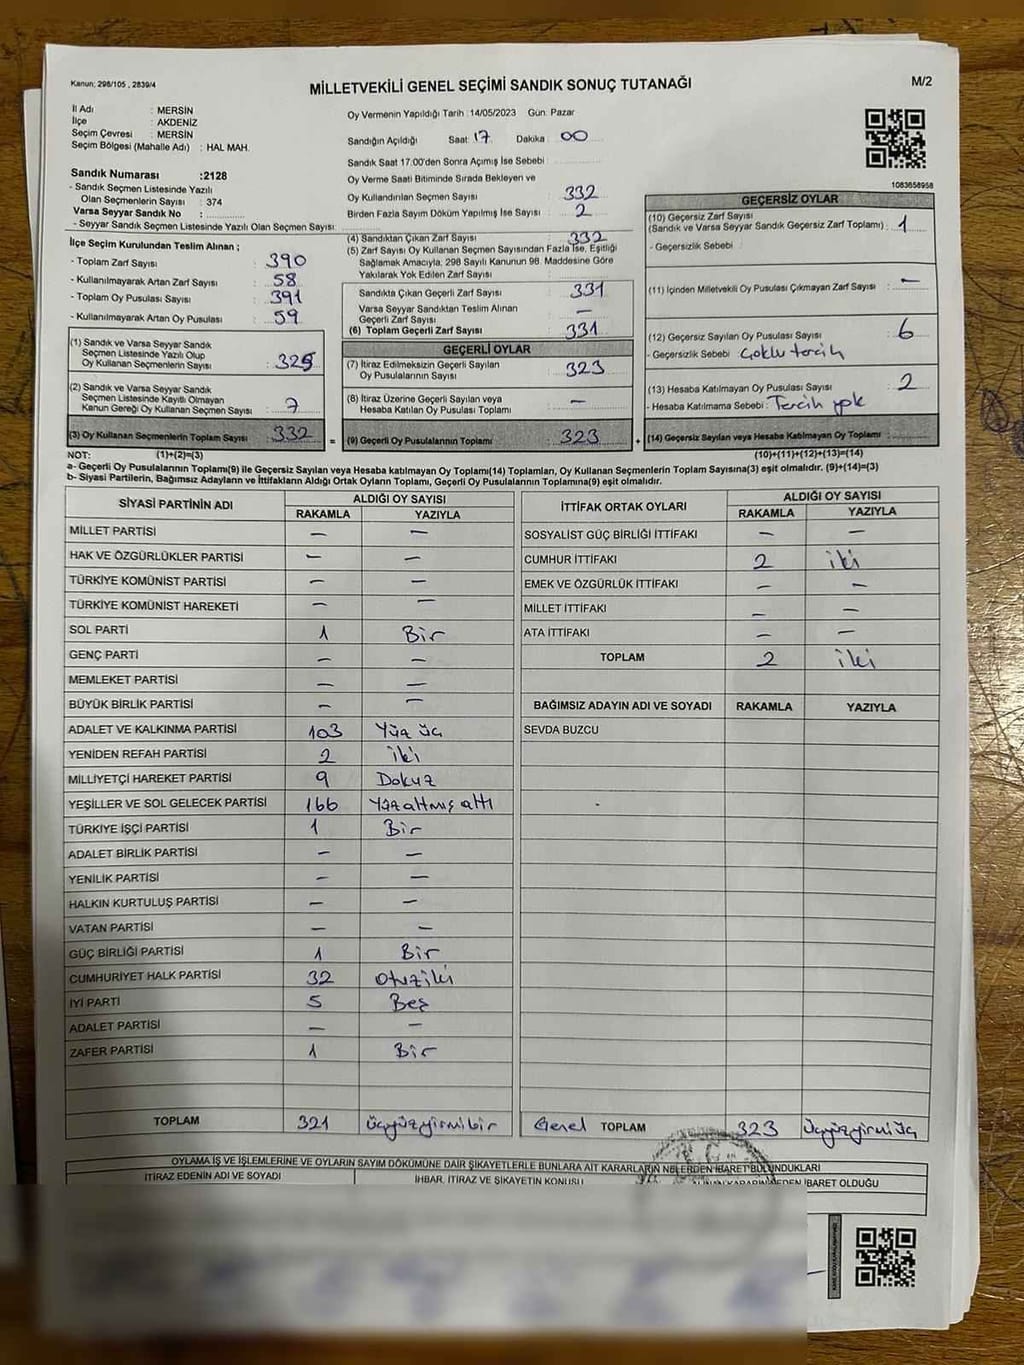 Kanun; 298/105 , 2839/4
MİLLETVEKİLİ GENEL SEÇİMİ SANDIK SONUÇ TUTANAĞI
M/2
İl Adı : MERSİN
İlçe : AKDENİZ
Seçim Çevresi : MERSİN
Seçim Bölgesi (Mahalle Adı) : HAL MAH.
Sandık Numarası :2128
- Sandık Seçmen Listesinde Yazılı
Olan Seçmenlerin Sayısı : 374
Varsa Seyyar Sandık No :
- Seyyar Sandık Seçmen Listesinde Yazılı Olan Seçmen Sayısı:
İlçe Seçim Kurulundan Teslim Alınan ;
- Toplam Zarf Sayısı : 390
- Kullanılmayarak Artan Zarf Sayısı : 58
- Toplam Oy Pusulası Sayısı : 391
- Kullanılmayarak Artan Oy Pusulası : 59
(1) Sandık ve Varsa Seyyar Sandık
Seçmen Listesinde Yazılı Olup
Oy Kullanan Seçmenlerin Sayısı : 325
(2) Sandık ve Varsa Seyyar Sandık
Seçmen Listesinde Kayıtlı Olmayan
Kanun Gereği Oy Kullanan Seçmen Sayısı : 7
(3) Oy Kullanan Seçmenlerin Toplam Sayısı : 332 =
Oy Vermenin Yapıldığı Tarih :14/05/2023 Gün: Pazar
Sandığın Açıldığı Saat : 17 Dakika : 00
Sandık Saat 17.00'den Sonra Açımış İse Sebebi :
Oy Verme Saati Bitiminde Sırada Bekleyen ve
Oy Kullandırılan Seçmen Sayısı : 332
Birden Fazla Sayım Döküm Yapılmış İse Sayısı : 2
(4) Sandıktan Çıkan Zarf Sayısı : 332
(5) Zarf Sayısı Oy Kullanan Seçmen Sayısından Fazla İse, Eşitliği
Sağlamak Amacıyla, 298 Sayılı Kanunun 98. Maddesine Göre
Yakılarak Yok Edilen Zarf Sayısı :
Sandıkta Çıkan Geçerli Zarf Sayısı : 331
Varsa Seyyar Sandıktan Teslim Alınan
Geçerli Zarf Sayısı : —
(6) Toplam Geçerli Zarf Sayısı : 331
GEÇERLİ OYLAR
(7) İtiraz Edilmeksizin Geçerli Sayılan
Oy Pusulalarının Sayısı : 323
(8) İtiraz Üzerine Geçerli Sayılan veya
Hesaba Katılan Oy Pusulası Toplamı : —
(9) Geçerli Oy Pusulalarının Toplamı : 323 +
1083658958
GEÇERSİZ OYLAR
(10) Geçersiz Zarf Sayısı
(Sandık ve Varsa Seyyar Sandık Geçersiz Zarf Toplamı) : 1
- Geçersizlik Sebebi :
(11) İçinden Milletvekili Oy Pusulası Çıkmayan Zarf Sayısı : —
(12) Geçersiz Sayılan Oy Pusulası Sayısı : 6
- Geçersizlik Sebebi : Çoklu tercih
(13) Hesaba Katılmayan Oy Pusulası Sayısı : 2
- Hesaba Katılmama Sebebi : Tercih yok
(14) Geçersiz Sayılan veya Hesaba Katılmayan Oy Toplamı :
NOT: (1)+(2)=(3) (10)+(11)+(12)+(13)=(14)
a- Geçerli Oy Pusulalarının Toplamı(9) ile Geçersiz Sayılan veya Hesaba katılmayan Oy Toplamı(14) Toplamları, Oy Kullanan Seçmenlerin Toplam Sayısına(3) eşit olmalıdır. (9)+(14)=(3)
b- Siyasi Partilerin, Bağımsız Adayların ve İttifakların Aldığı Ortak Oyların Toplamı, Geçerli Oy Pusulalarının Toplamına(9) eşit olmalıdır.
SİYASİ PARTİNİN ADI ALDIĞI OY SAYISI
RAKAMLA YAZIYLA
MİLLET PARTİSİ — —
HAK VE ÖZGÜRLÜKLER PARTİSİ — —
TÜRKİYE KOMÜNİST PARTİSİ — —
TÜRKİYE KOMÜNİST HAREKETİ — —
SOL PARTİ 1 Bir
GENÇ PARTİ — —
MEMLEKET PARTİSİ — —
BÜYÜK BİRLİK PARTİSİ — —
ADALET VE KALKINMA PARTİSİ 103 Yüz üç
YENİDEN REFAH PARTİSİ 2 iki
MİLLİYETÇİ HAREKET PARTİSİ 9 Dokuz
YEŞİLLER VE SOL GELECEK PARTİSİ 166 Yüzaltmış altı
TÜRKİYE İŞÇİ PARTİSİ 1 Bir
ADALET BİRLİK PARTİSİ — —
YENİLİK PARTİSİ — —
HALKIN KURTULUŞ PARTİSİ — —
VATAN PARTİSİ — —
GÜÇ BİRLİĞİ PARTİSİ 1 Bir
CUMHURİYET HALK PARTİSİ 32 otuziki
İYİ PARTİ 5 Beş
ADALET PARTİSİ — —
ZAFER PARTİSİ 1 Bir
TOPLAM 321 üçyüzyirmibir
İTTİFAK ORTAK OYLARI ALDIĞI OY SAYISI
RAKAMLA YAZIYLA
SOSYALİST GÜÇ BİRLİĞİ İTTİFAKI — —
CUMHUR İTTİFAKI 2 iki
EMEK VE ÖZGÜRLÜK İTTİFAKI — —
MİLLET İTTİFAKI — —
ATA İTTİFAKI — —
TOPLAM 2 iki
BAĞIMSIZ ADAYIN ADI VE SOYADI RAKAMLA YAZIYLA
SEVDA BUZCU
Genel TOPLAM 323 üçyüzyirmiüç
OYLAMA İŞ VE İŞLEMLERİNE VE OYLARIN SAYIM DÖKÜMÜNE DAİR ŞİKAYETLERLE BUNLARA AİT KARARLARIN NELERDEN İBARET BULUNDUKLARI
İTİRAZ EDENİN ADI VE SOYADI
İHBAR, İTİRAZ VE ŞİKAYETİN KONUSU
İBARET OLDUĞU